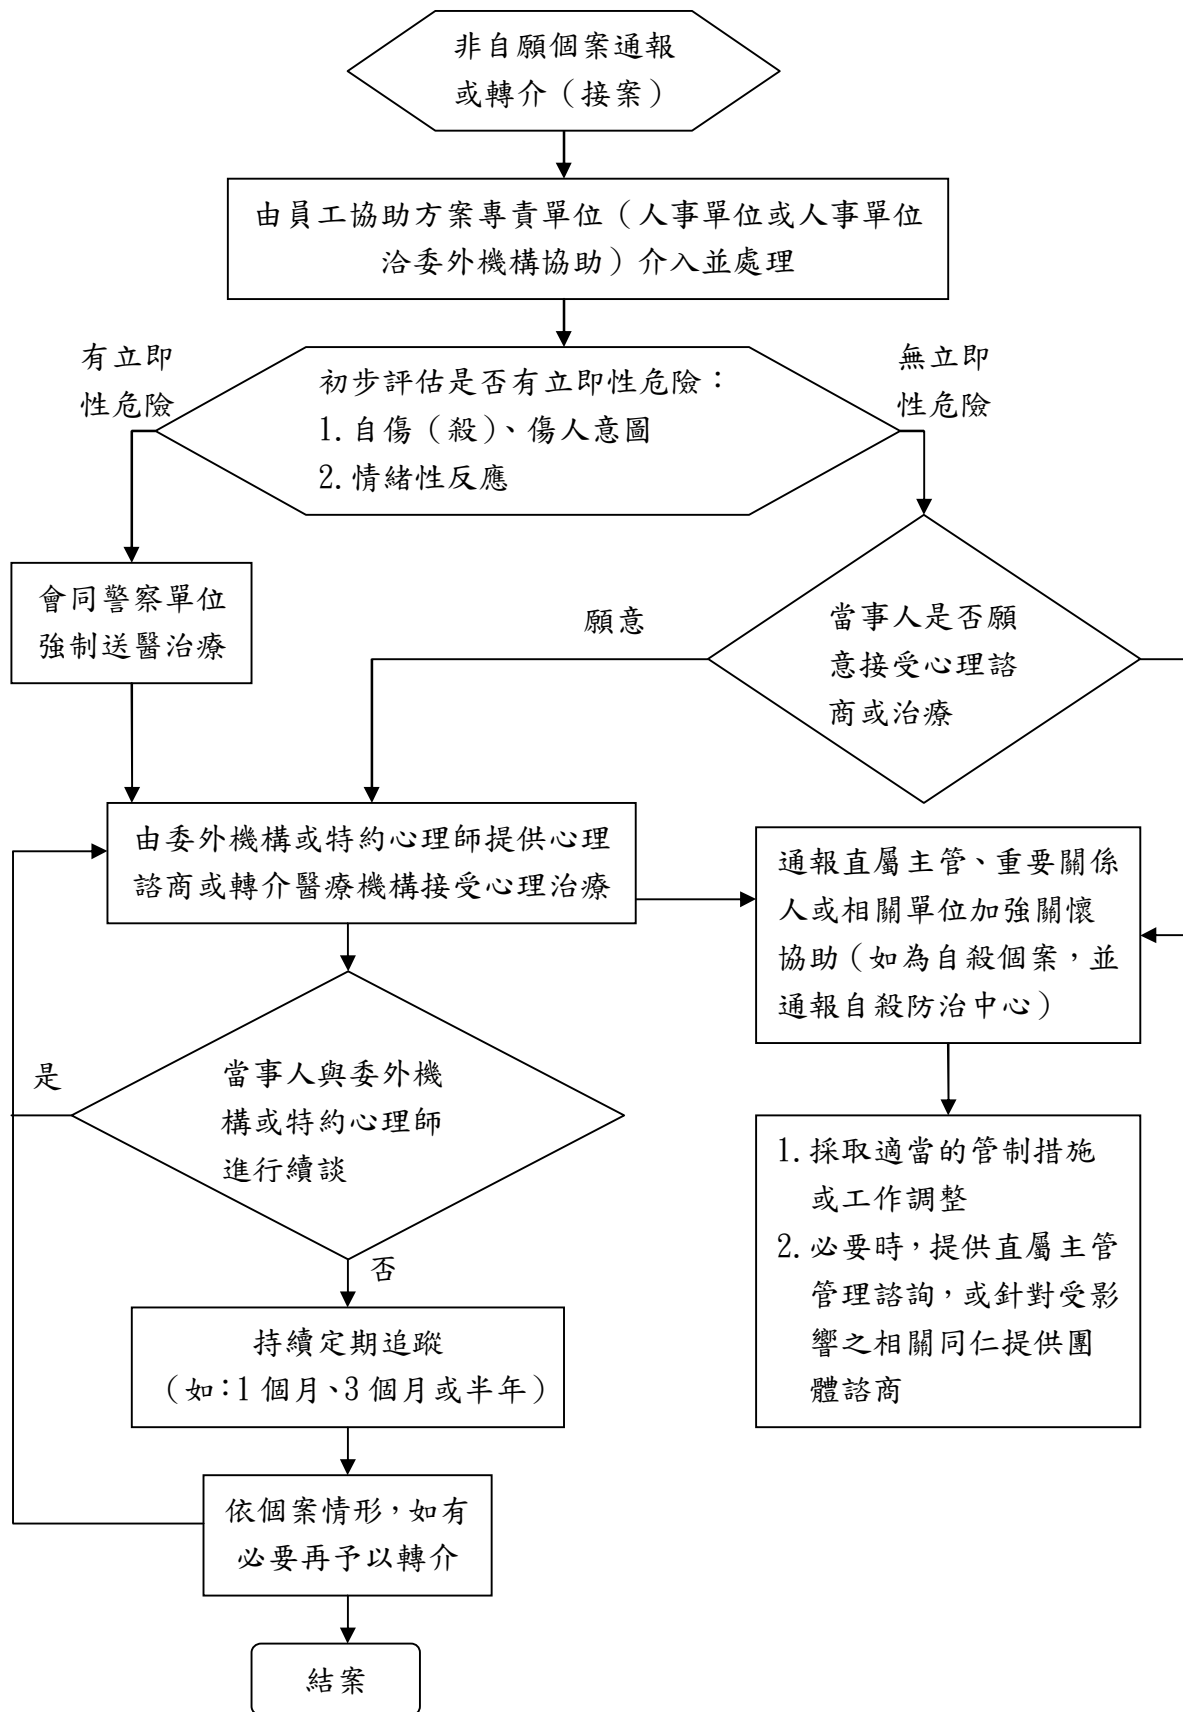 非自願個案通報
或轉介（接案）
由員工協助方案專責單位（人事單位或人事單位
洽委外機構協助）介入並處理
有立即
性危險
初步評估是否有立即性危險：
1.自傷（殺）、傷人意圖
2.情緒性反應
無立即
性危險
會同警察單位
強制送醫治療
願意
當事人是否願
意接受心理諮
商或治療
由委外機構或特約心理師提供心理
諮商或轉介醫療機構接受心理治療
通報直屬主管、重要關係
人或相關單位加強關懷
協助（如為自殺個案，並
通報自殺防治中心）
是
當事人與委外機
構或特約心理師
進行續談
否
1.採取適當的管制措施
或工作調整
2.必要時，提供直屬主管
管理諮詢，或針對受影
響之相關同仁提供團
體諮商
持續定期追蹤
（如：1個月、3個月或半年）
依個案情形，如有
必要再予以轉介
結案